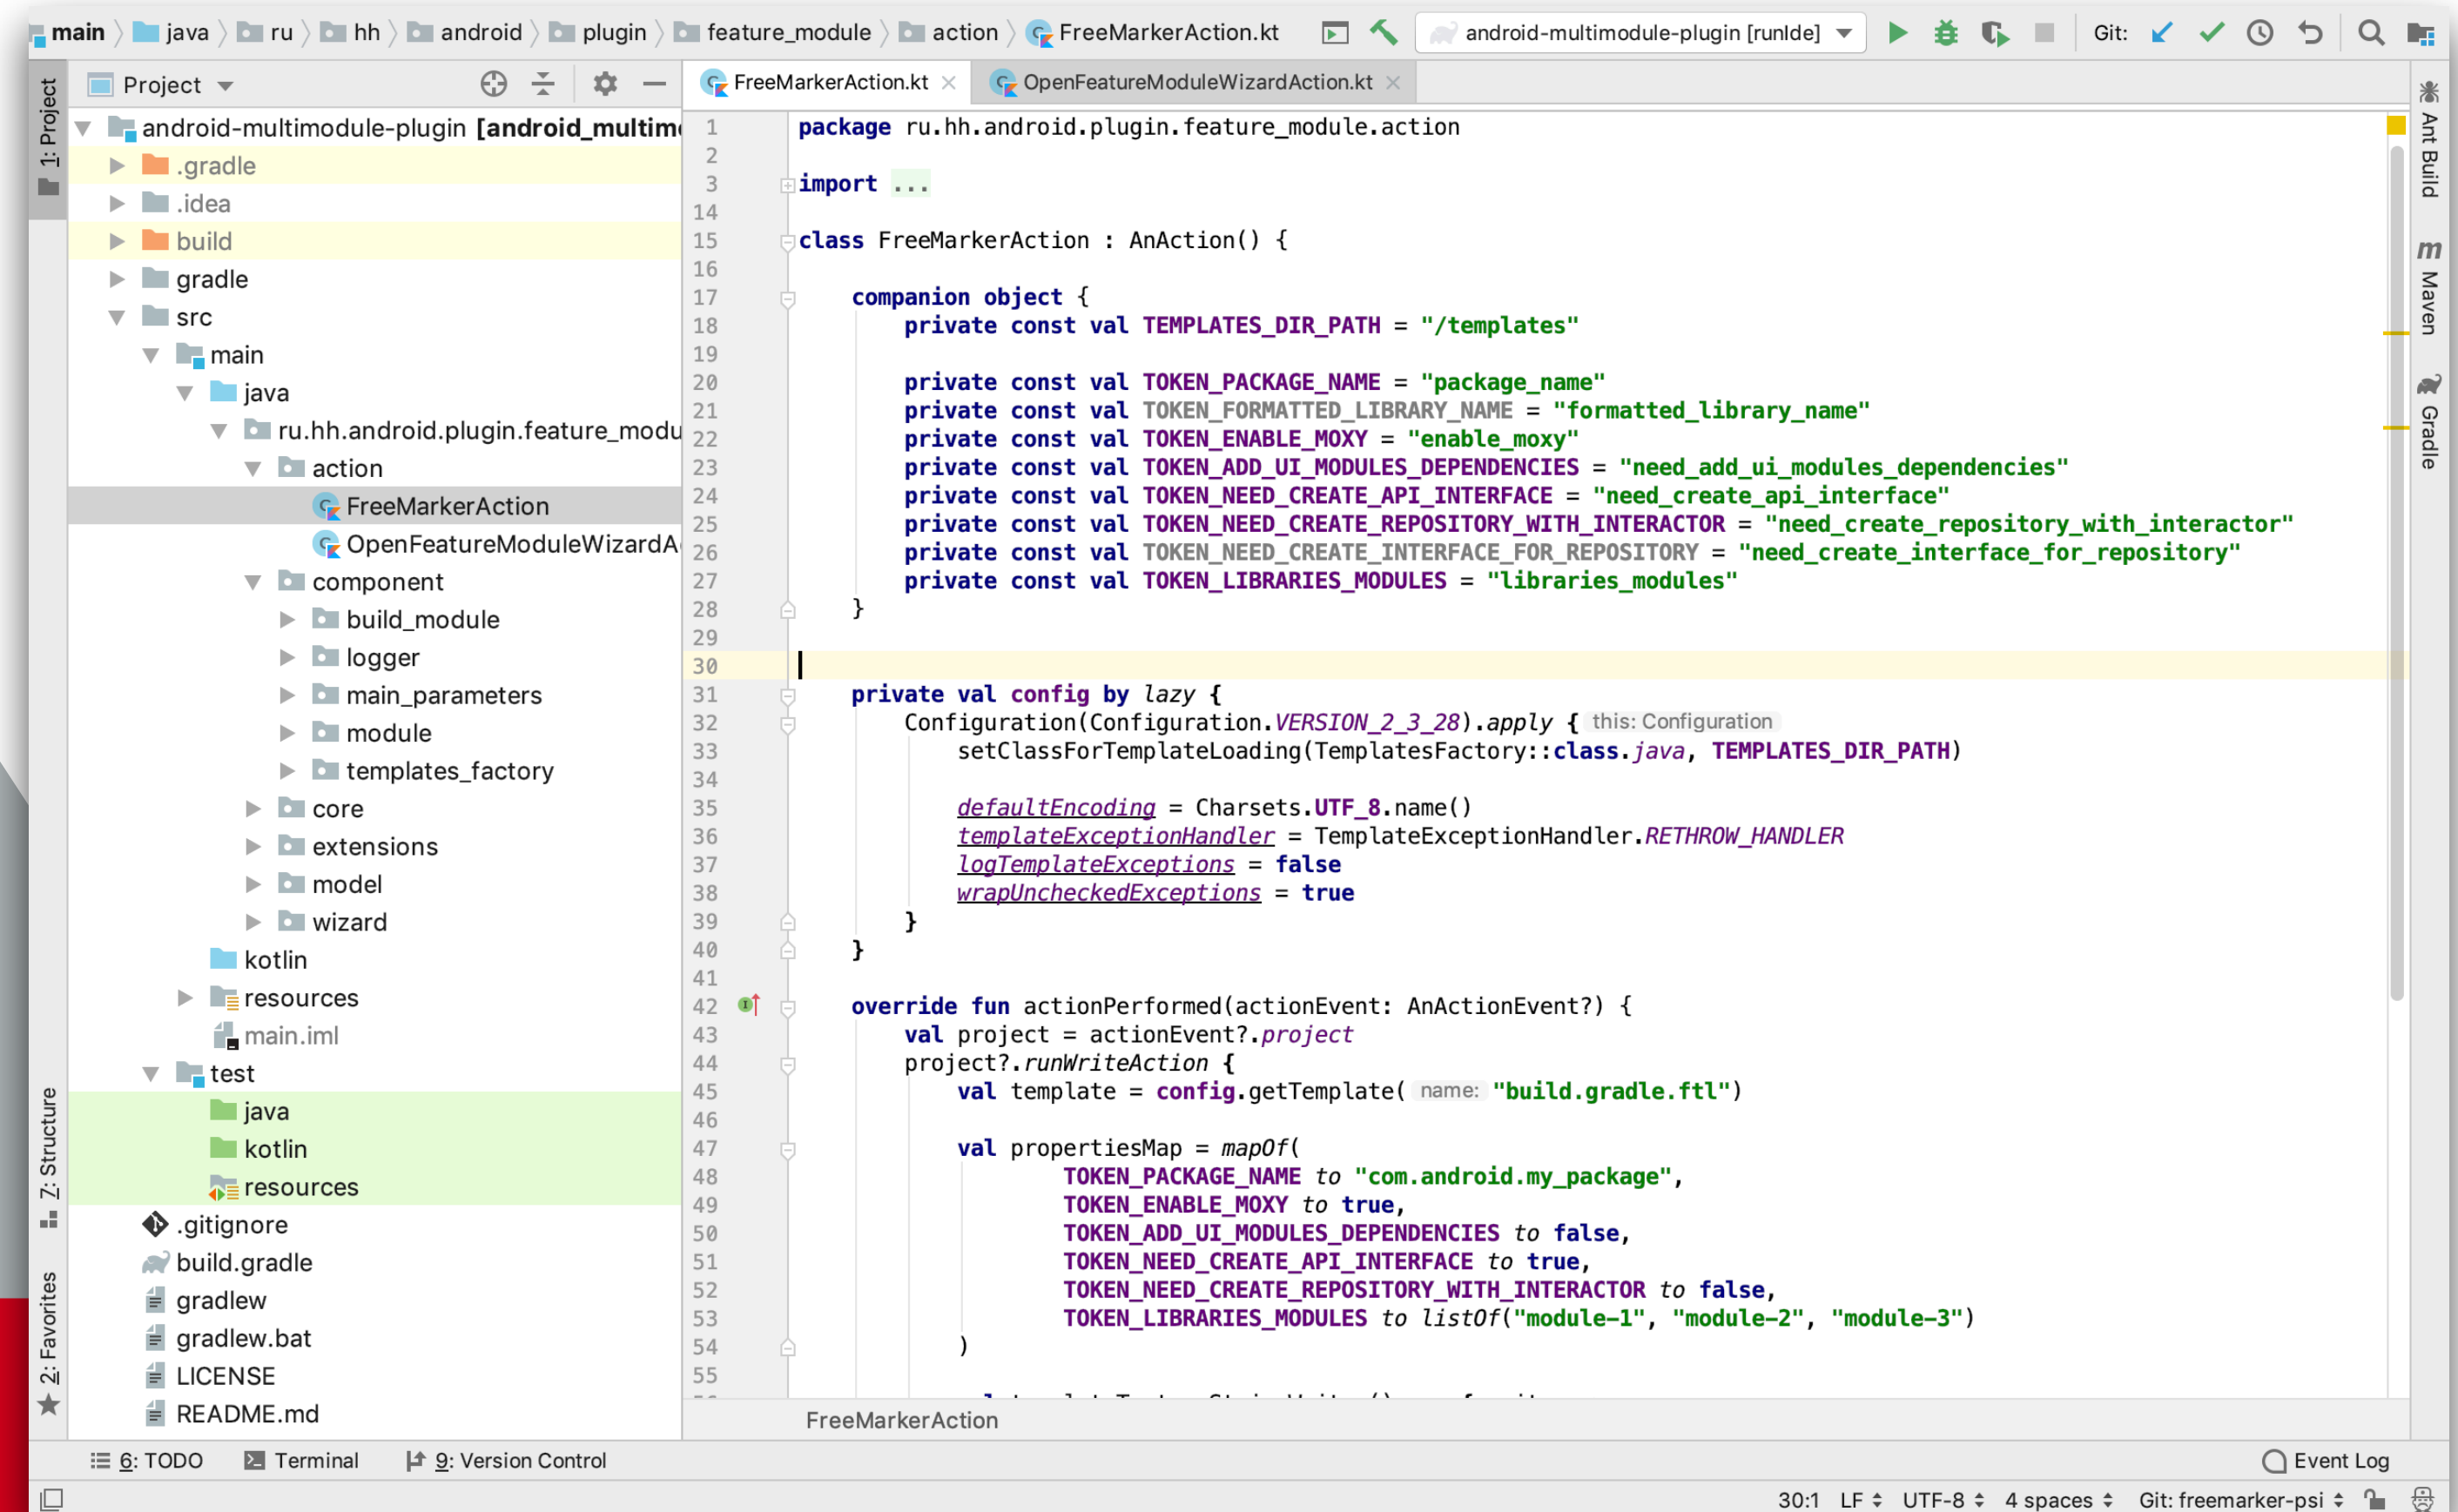 main java ru hh android plugin feature_module action FreeMarkerAction.kt android-multimodule-plugin [runIde] Git:
1: Project
Project
android-multimodule-plugin [android_multim
.gradle
.idea
build
gradle
src
main
java
ru.hh.android.plugin.feature_modu
action
FreeMarkerAction
OpenFeatureModuleWizardA
component
build_module
logger
main_parameters
module
templates_factory
core
extensions
model
wizard
kotlin
resources
main.iml
test
java
kotlin
resources
.gitignore
build.gradle
gradlew
gradlew.bat
LICENSE
README.md
Z: Structure
2: Favorites
FreeMarkerAction.kt OpenFeatureModuleWizardAction.kt
1 package ru.hh.android.plugin.feature_module.action
2
3 import ...
14
15 class FreeMarkerAction : AnAction() {
16
17 companion object {
18 private const val TEMPLATES_DIR_PATH = "/templates"
19
20 private const val TOKEN_PACKAGE_NAME = "package_name"
21 private const val TOKEN_FORMATTED_LIBRARY_NAME = "formatted_library_name"
22 private const val TOKEN_ENABLE_MOXY = "enable_moxy"
23 private const val TOKEN_ADD_UI_MODULES_DEPENDENCIES = "need_add_ui_modules_dependencies"
24 private const val TOKEN_NEED_CREATE_API_INTERFACE = "need_create_api_interface"
25 private const val TOKEN_NEED_CREATE_REPOSITORY_WITH_INTERACTOR = "need_create_repository_with_interactor"
26 private const val TOKEN_NEED_CREATE_INTERFACE_FOR_REPOSITORY = "need_create_interface_for_repository"
27 private const val TOKEN_LIBRARIES_MODULES = "libraries_modules"
28 }
29
30
31 private val config by lazy {
32 Configuration(Configuration.VERSION_2_3_28).apply { this: Configuration
33 setClassForTemplateLoading(TemplatesFactory::class.java, TEMPLATES_DIR_PATH)
34
35 defaultEncoding = Charsets.UTF_8.name()
36 templateExceptionHandler = TemplateExceptionHandler.RETHROW_HANDLER
37 logTemplateExceptions = false
38 wrapUncheckedExceptions = true
39 }
40 }
41
42 override fun actionPerformed(actionEvent: AnActionEvent?) {
43 val project = actionEvent?.project
44 project?.runWriteAction {
45 val template = config.getTemplate( name: "build.gradle.ftl")
46
47 val propertiesMap = mapOf(
48 TOKEN_PACKAGE_NAME to "com.android.my_package",
49 TOKEN_ENABLE_MOXY to true,
50 TOKEN_ADD_UI_MODULES_DEPENDENCIES to false,
51 TOKEN_NEED_CREATE_API_INTERFACE to true,
52 TOKEN_NEED_CREATE_REPOSITORY_WITH_INTERACTOR to false,
53 TOKEN_LIBRARIES_MODULES to listOf("module-1", "module-2", "module-3")
54 )
55
FreeMarkerAction
Ant Build
m Maven
Gradle
6: TODO Terminal 9: Version Control Event Log
30:1 LF UTF-8 4 spaces Git: freemarker-psi